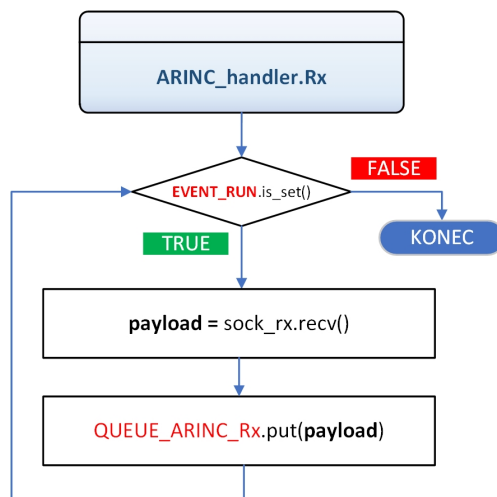 ARINC_handler.Rx
FALSE
EVENT_RUN.is_set()
KONEC
TRUE
payload = sock_rx.recv()
QUEUE_ARINC_Rx.put(payload)